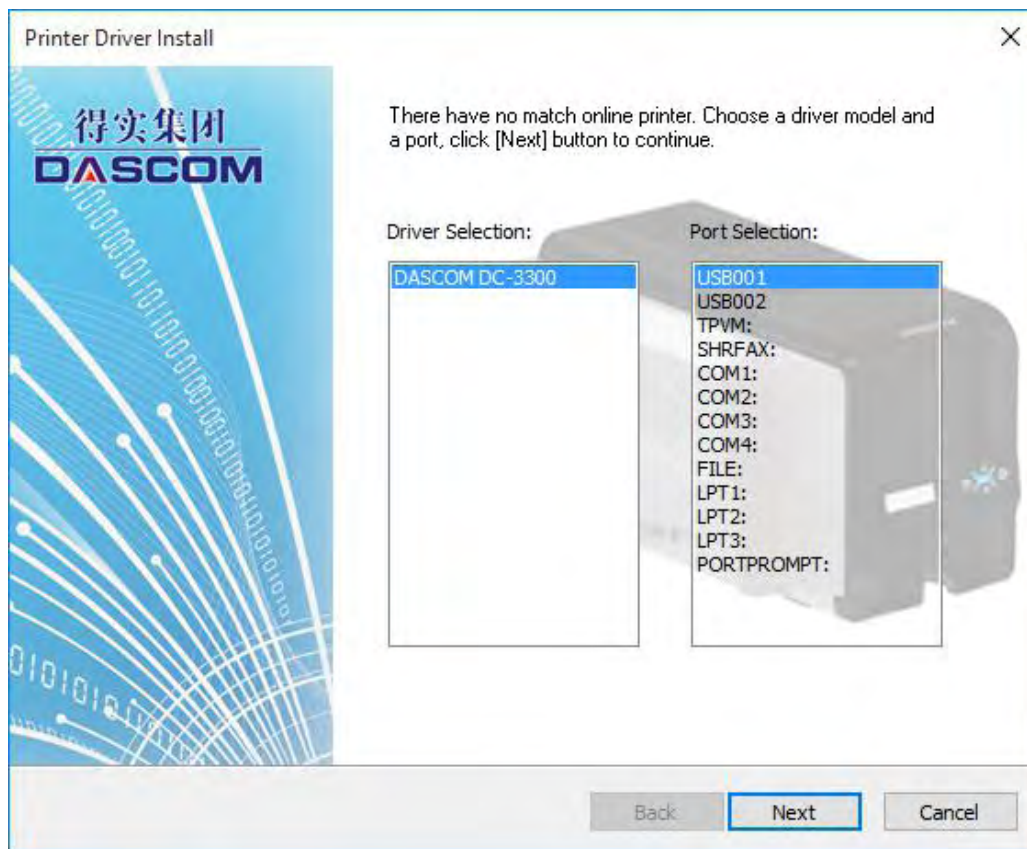 Printer Driver Install
得实集团
DASCOM
There have no match online printer. Choose a driver model and
a port, click [Next] button to continue.
Driver Selection:
DASCOM DC-3300
Port Selection:
USB001
USB002
TPVM:
SHRFAX:
COM1:
COM2:
COM3:
COM4:
FILE:
LPT1:
LPT2:
LPT3:
PORTPROMPT:
Back
Next
Cancel